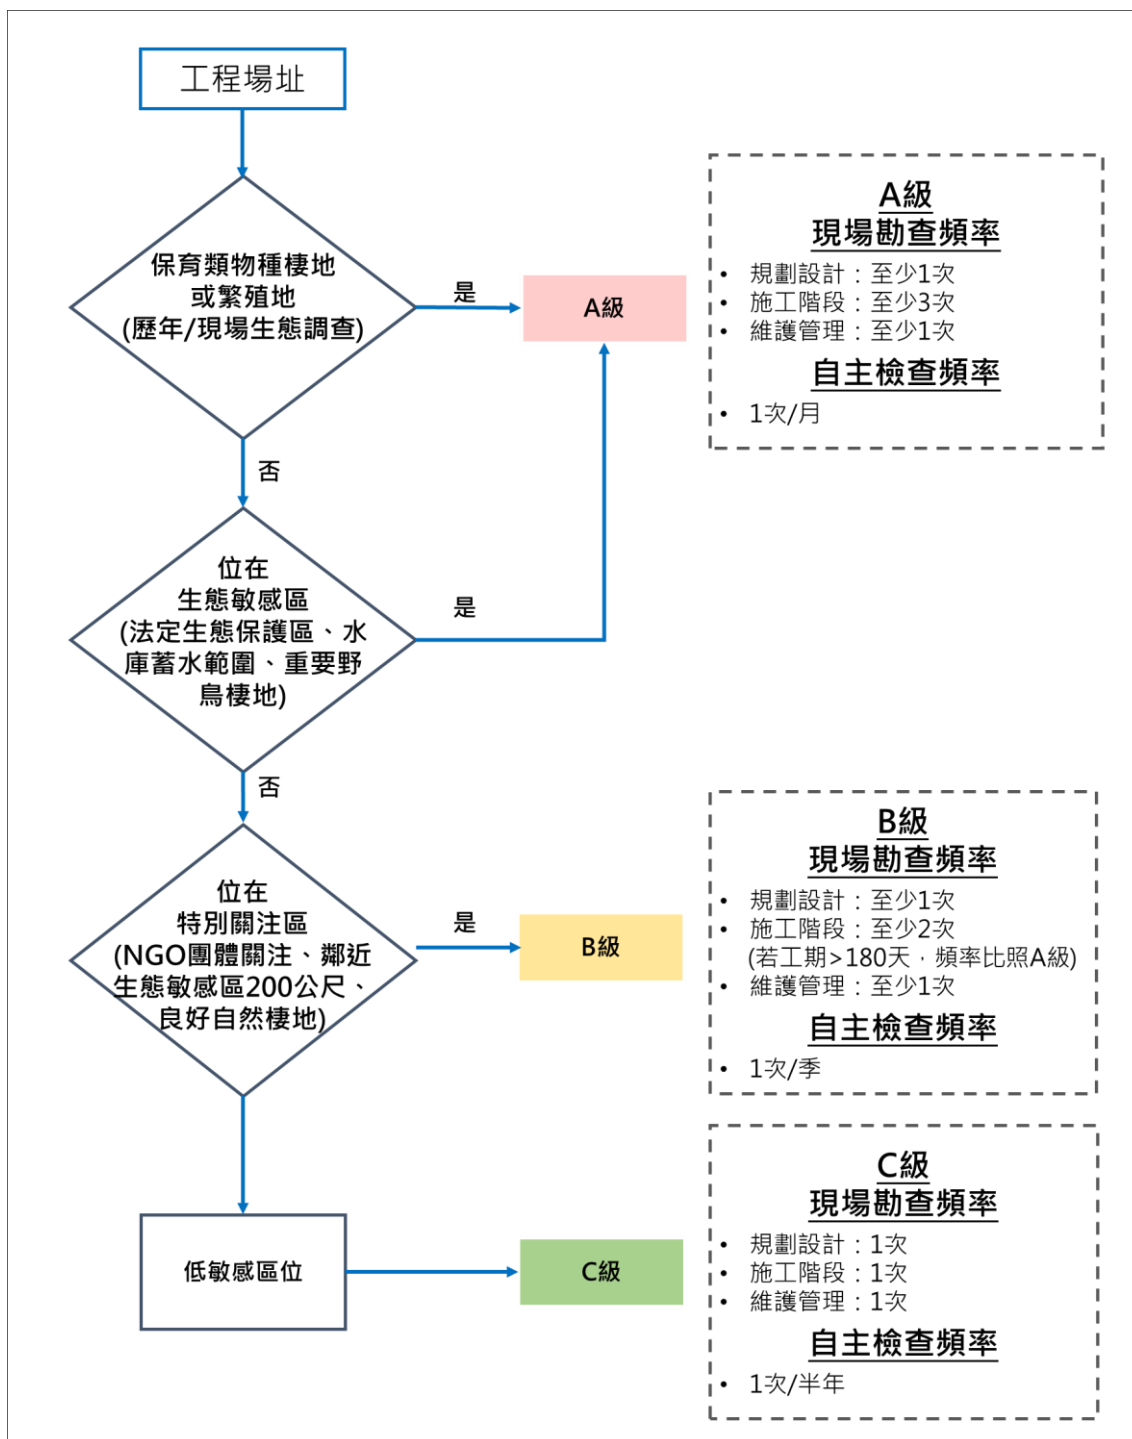 工程場址
保育類物種棲地
或繁殖地
(歷年/現場生態調查)
是
A級
否
位在
生態敏感區
(法定生態保護區、水
庫蓄水範圍、重要野
鳥棲地)
是
否
位在
特別關注區
(NGO團體關注、鄰近
生態敏感區200公尺、
良好自然棲地)
是
B級
低敏感區位
C級
A級
現場勘查頻率
• 規劃設計：至少1次
• 施工階段：至少3次
• 維護管理：至少1次
自主檢查頻率
• 1次/月
B級
現場勘查頻率
• 規劃設計：至少1次
• 施工階段：至少2次
(若工期>180天，頻率比照A級)
• 維護管理：至少1次
自主檢查頻率
• 1次/季
C級
現場勘查頻率
• 規劃設計：1次
• 施工階段：1次
• 維護管理：1次
自主檢查頻率
• 1次/半年